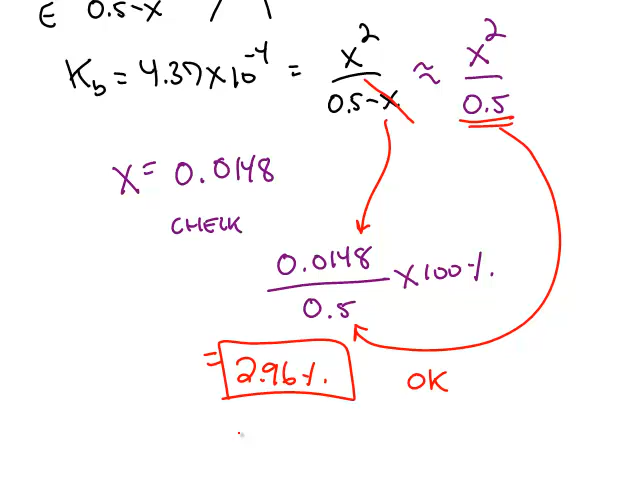 E 0.5-x
Kb = 4.37x10^-4 = x^2/0.5-x ≈ x^2/0.5
x = 0.0148
CHECK
0.0148/0.5 x 100%
= 2.96%. OK